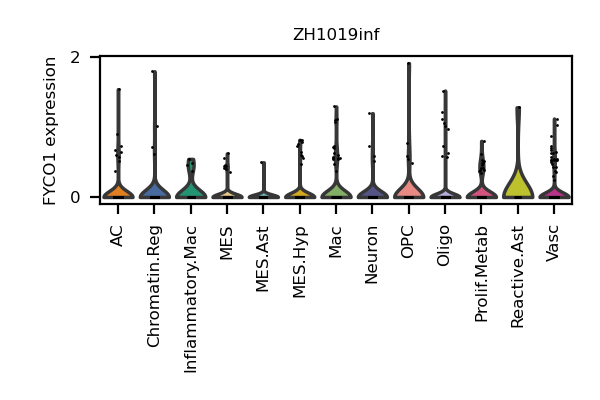 ZH1019inf
FYCO1 expression
2
0
AC
Chromatin.Reg
Inflammatory.Mac
MES
MES.Ast
MES.Hyp
Mac
Neuron
OPC
Oligo
Prolif.Metab
Reactive.Ast
Vasc